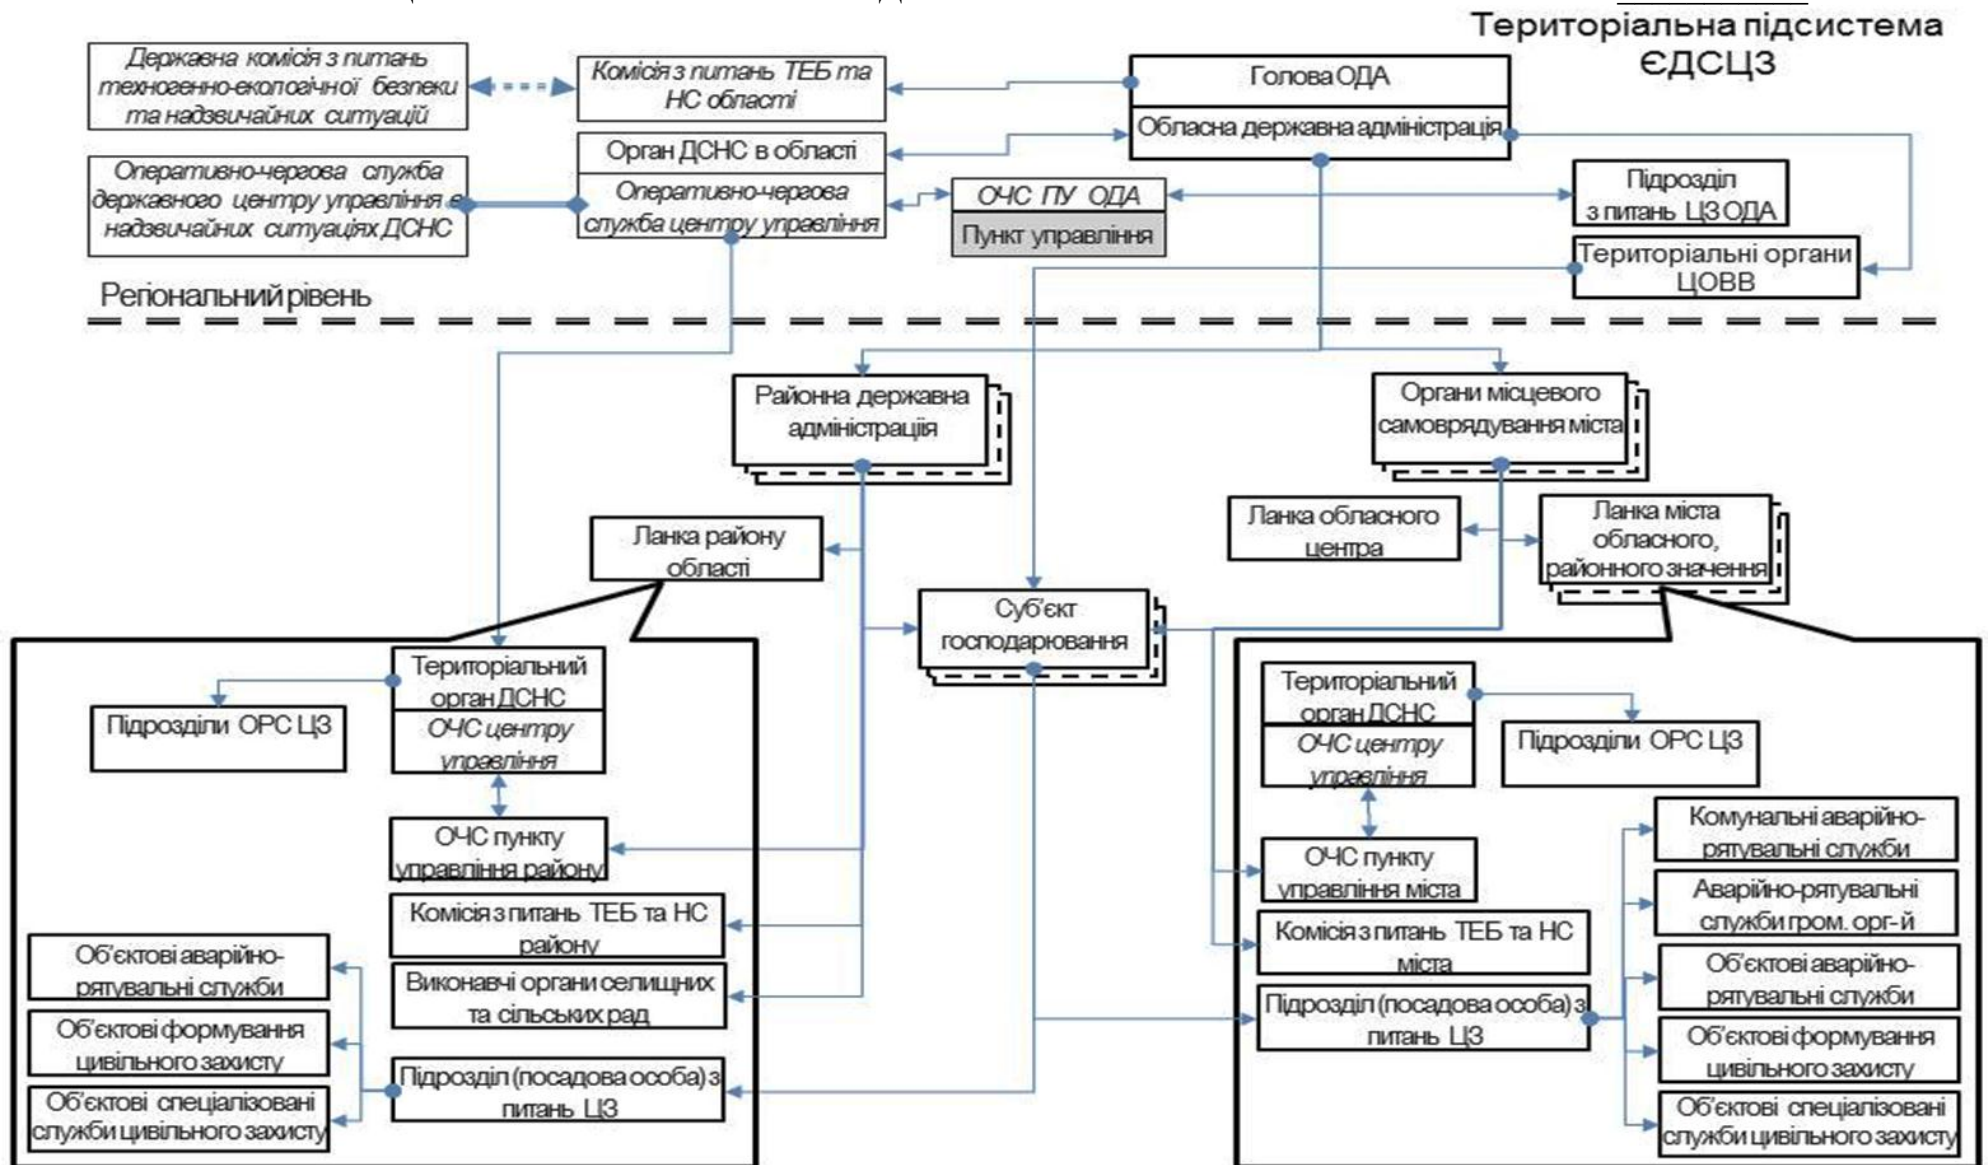 Територіальна підсистема
ЄДСЦЗ
Державна комісія з питань
техногенно-екологічної безпеки
та надзвичайних ситуацій
Комісія з питань ТЕБ та
НС області
Голова ОДА
Обласна державна адміністрація
Орган ДСНС в області
Оперативно-чергова
служба центру управління
Оперативно-чергова служба
державного центру управління в
надзвичайних ситуаціях ДСНС
ОЧС ПУ ОДА
Пункт управління
Підрозділ
з питань ЦЗ ОДА
Територіальні органи
ЦОВВ
Регіональний рівень
Районна державна
адміністраціія
Органи місцевого
самоврядування міста
Ланка району
області
Ланка обласного
центра
Ланка міста
обласного,
районного значення
Суб'єкт
господарювання
Територіальний
орган ДСНС
ОЧС центру
управління
Підрозділи ОРС ЦЗ
ОЧС пункту
управління району
Комісія з питань ТЕБ та НС
району
Виконавчі органи селищних
та сільських рад
Підрозділ (посадова особа) з
питань ЦЗ
Об'єктові аварійно-
рятувальні служби
Об'єктові формування
цивільного захисту
Об'єктові спеціалізовані
служби цивільного захисту
Територіальний
орган ДСНС
ОЧС центру
управління
Підрозділи ОРС ЦЗ
ОЧС пункту
управління міста
Комісія з питань ТЕБ та НС
міста
Підрозділ (посадова особа) з
питань ЦЗ
Комунальні аварійно-
рятувальні служби
Аварійно-рятувальні
служби гром. орг-й
Об'єктові аварійно-
рятувальні служби
Об'єктові формування
цивільного захисту
Об'єктові спеціалізовані
служби цивільного захисту